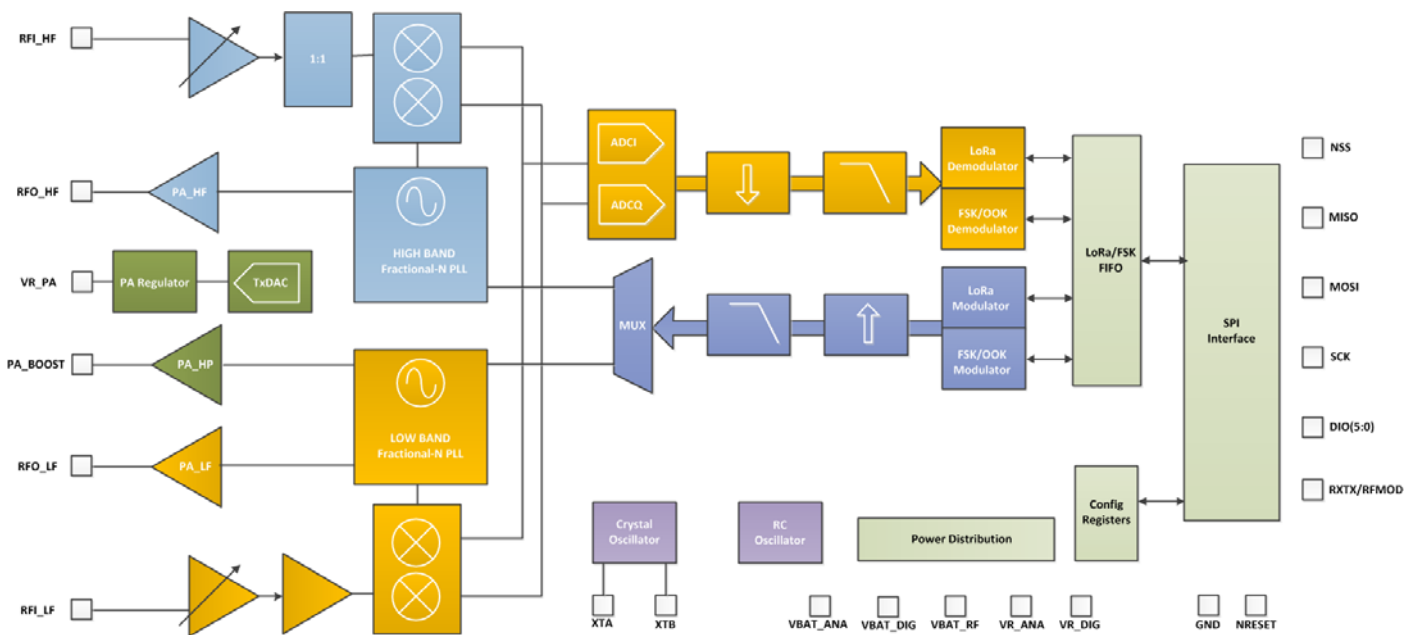 RFI_HF
1:1
RFO_HF
PA_HF
HIGH BAND
Fractional-N PLL
VR_PA
PA Regulator
TxDAC
PA_BOOST
PA_HP
LOW BAND
Fractional-N PLL
RFO_LF
PA_LF
RFI_LF
ADCI
ADCQ
LoRa
Demodulator
FSK/OOK
Demodulator
MUX
LoRa
Modulator
FSK/OOK
Modulator
LoRa/FSK
FIFO
SPI
Interface
Config
Registers
NSS
MISO
MOSI
SCK
DIO(5:0)
RXTX/RFMOD
Crystal
Oscillator
RC
Oscillator
Power Distribution
XTA
XTB
VBAT_ANA
VBAT_DIG
VBAT_RF
VR_ANA
VR_DIG
GND
NRESET